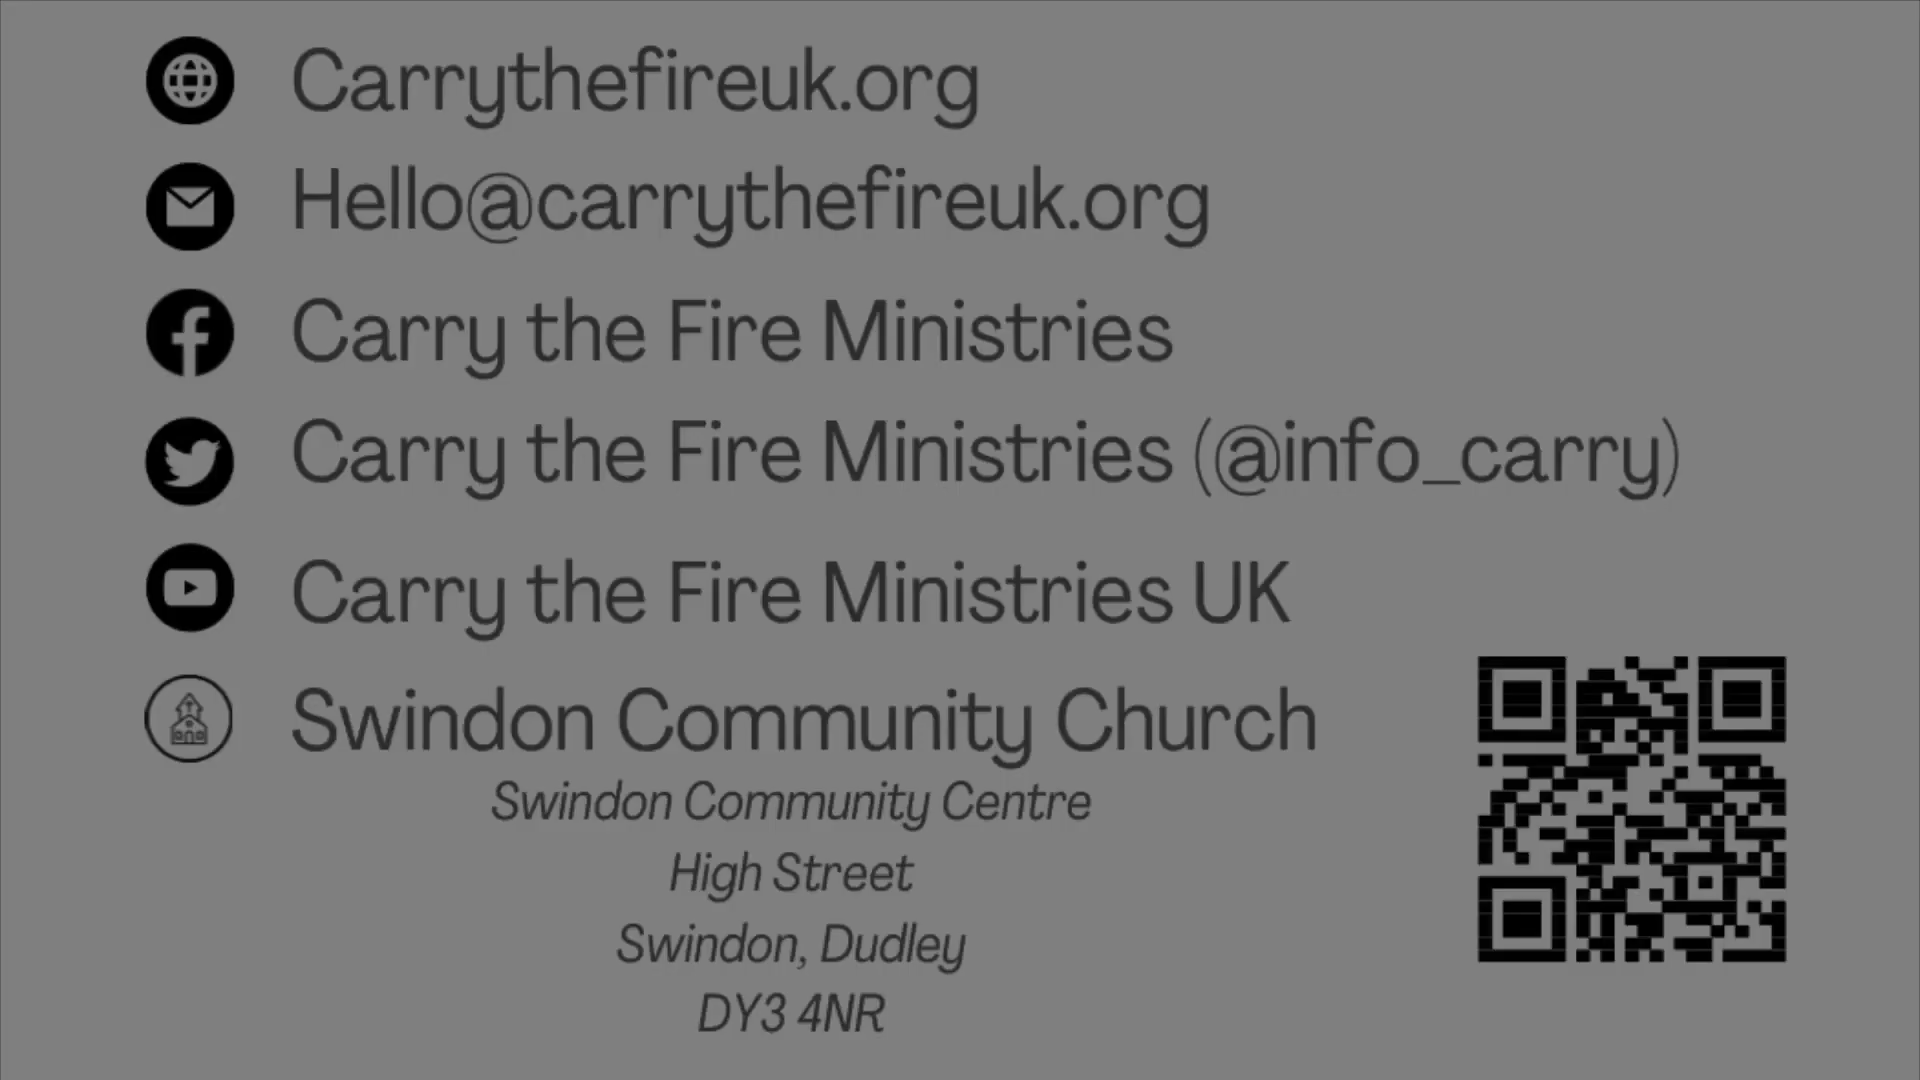 Carrythefireuk.org
Hello@carrythefireuk.org
Carry the Fire Ministries
Carry the Fire Ministries (@info_carry)
Carry the Fire Ministries UK
Swindon Community Church
Swindon Community Centre
High Street
Swindon, Dudley
DY3 4NR